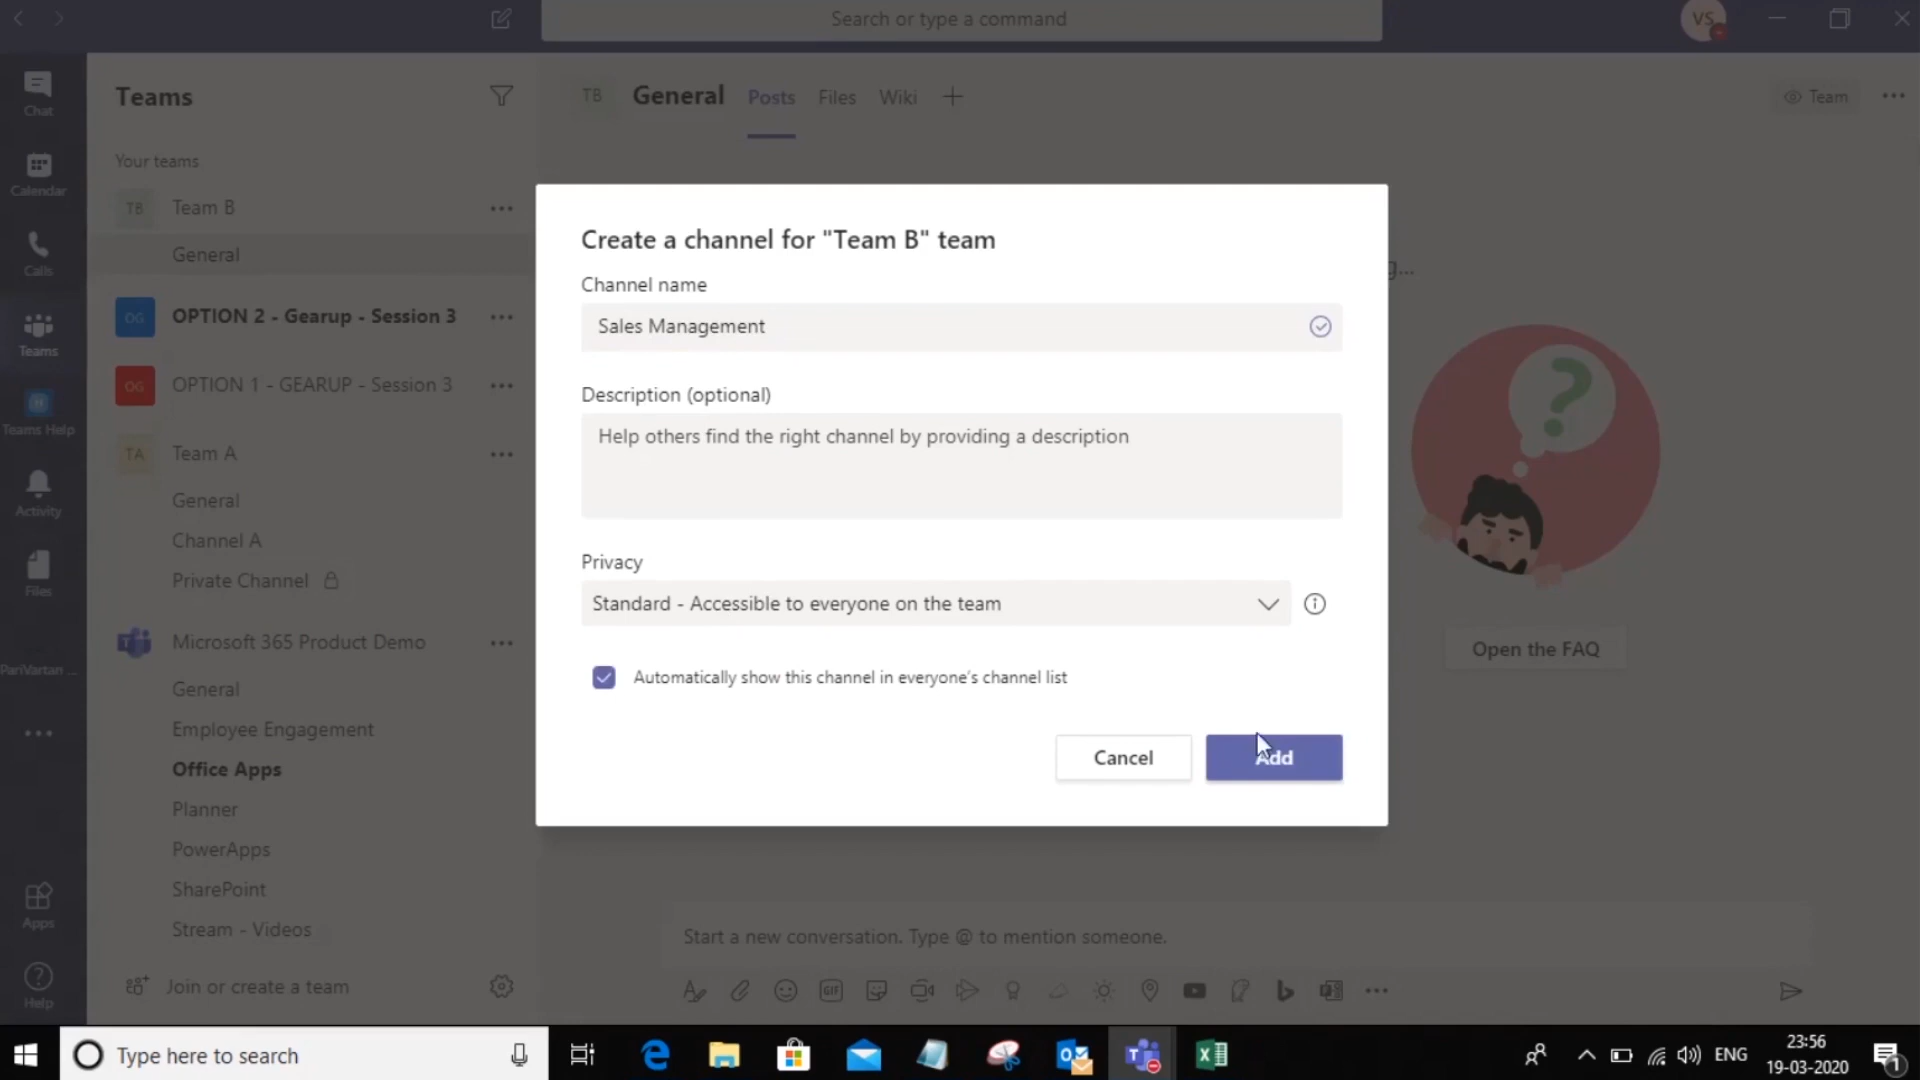 Search or type a command
VS
Chat
Calendar
Calls
Teams
Teams Help
Activity
Files
PariVartan ...
Apps
Help
Teams
Your teams
TB
Team B
General
OG
OPTION 2 - Gearup - Session 3
OG
OPTION 1 - GEARUP - Session 3
TA
Team A
General
Channel A
Private Channel
Microsoft 365 Product Demo
General
Employee Engagement
Office Apps
Planner
PowerApps
SharePoint
Stream - Videos
Join or create a team
TB
General
Posts
Files
Wiki
Team
g...
?
Open the FAQ
Create a channel for "Team B" team
Channel name
Sales Management
Description (optional)
Help others find the right channel by providing a description
Privacy
Standard - Accessible to everyone on the team
Automatically show this channel in everyone's channel list
Cancel
Add
Start a new conversation. Type @ to mention someone.
GIF
Type here to search
ENG
23:56
19-03-2020
1